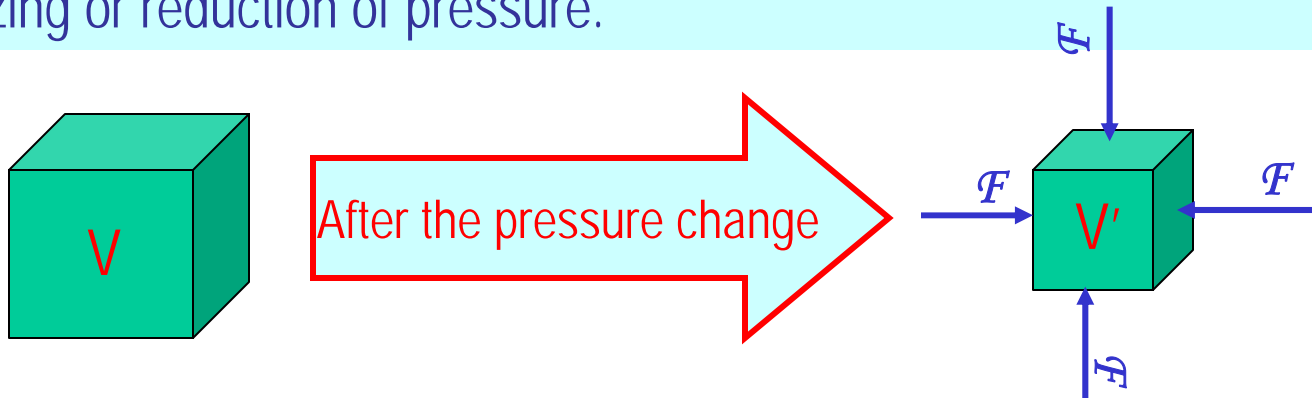 zing or reduction of pressure.
V
After the pressure change
F
F
V'
F
F